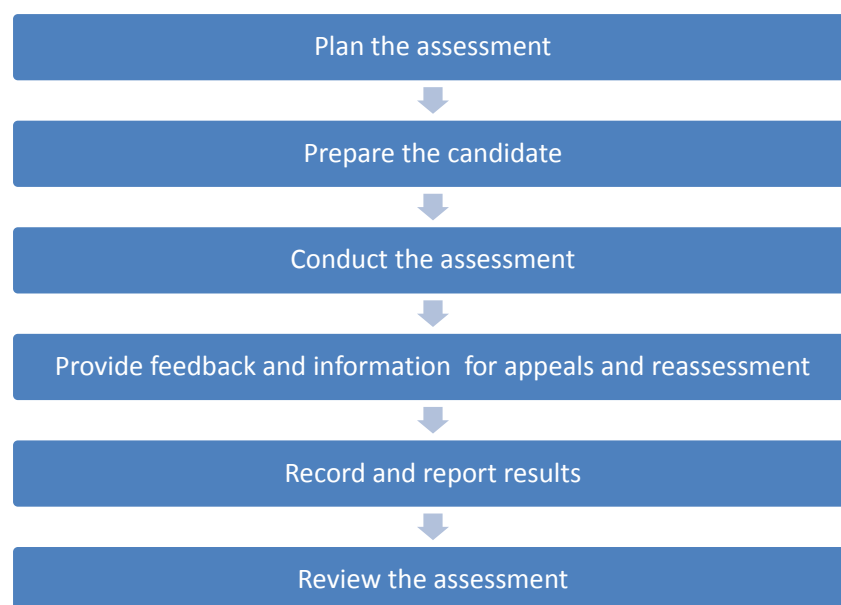 Plan the assessment
Prepare the candidate
Conduct the assessment
Provide feedback and information  for appeals and reassessment
Record and report results
Review the assessment